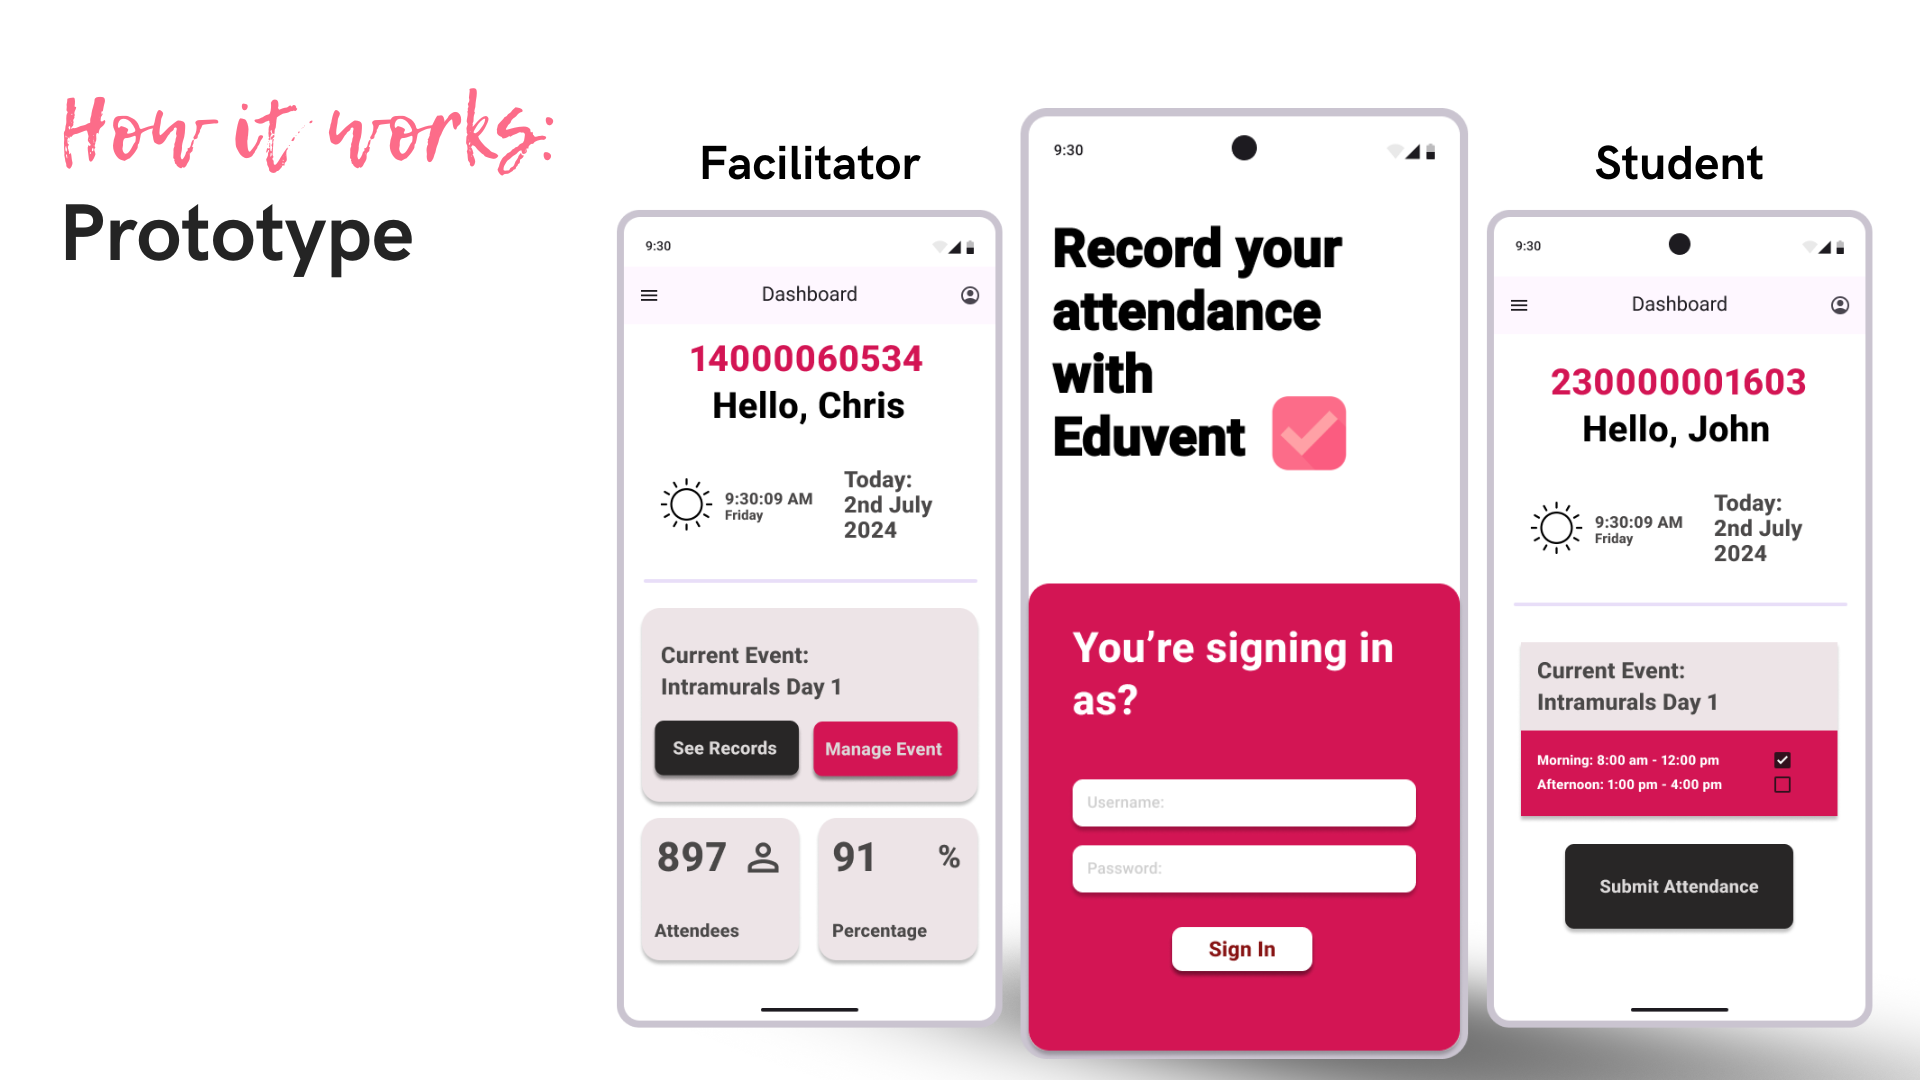 How it works:
Prototype
Facilitator
9:30
Dashboard
14000060534
Hello, Chris
9:30:09 AM
Friday
Today:
2nd July
2024
Current Event:
Intramurals Day 1
See Records
Manage Event
897
Attendees
91 %
Percentage
9:30
Record your
attendance
with
Eduvent
You’re signing in
as?
Username:
Password:
Sign In
Student
9:30
Dashboard
230000001603
Hello, John
9:30:09 AM
Friday
Today:
2nd July
2024
Current Event:
Intramurals Day 1
Morning: 8:00 am - 12:00 pm
Afternoon: 1:00 pm - 4:00 pm
Submit Attendance